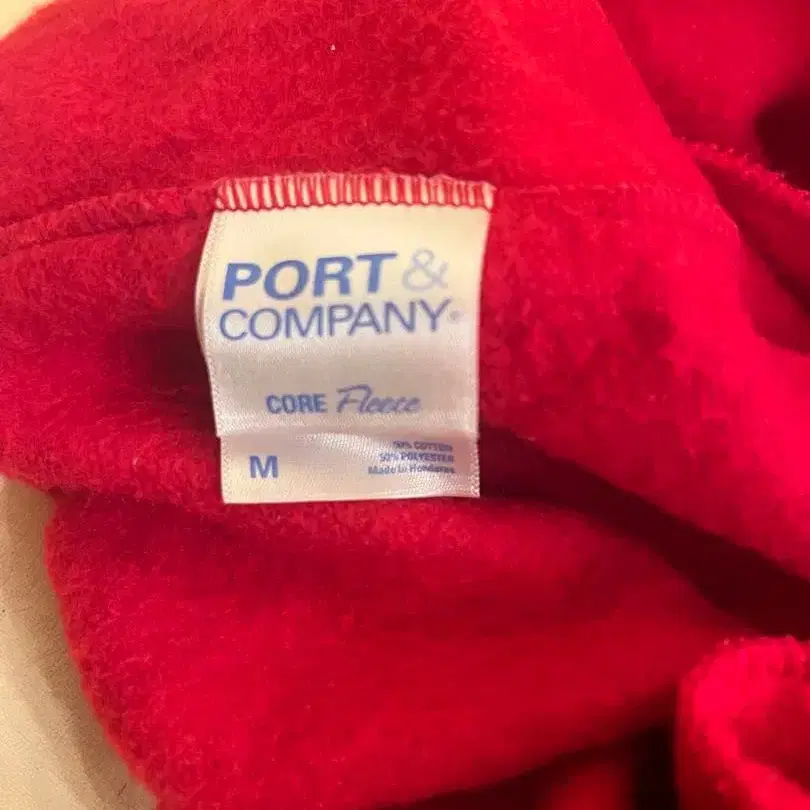 PORT &
COMPANY®
CORE Fleece
M
50% COTTON
50% POLYESTER
Made in Honduras